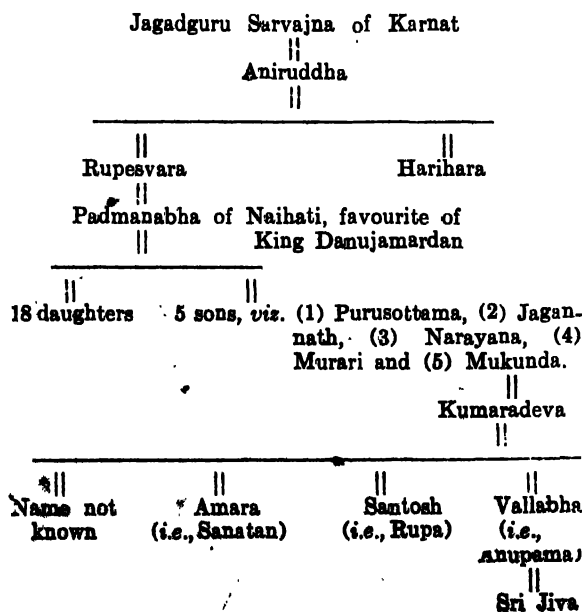 Jagadguru Sarvajna of Karnat
Aniruddha
Rupesvara Harihara
Padmanabha of Naihati, favourite of
King Danujamardan
18 daughters 5 sons, viz. (1) Purusottama, (2) Jagan-
nath, (3) Narayana, (4)
Murari and (5) Mukunda.
Kumaradeva
Name not Amara Santosh Vallabha
known (i.e., Sanatan) (i.e., Rupa) (i.e.,
Anupama)
Sri Jiva